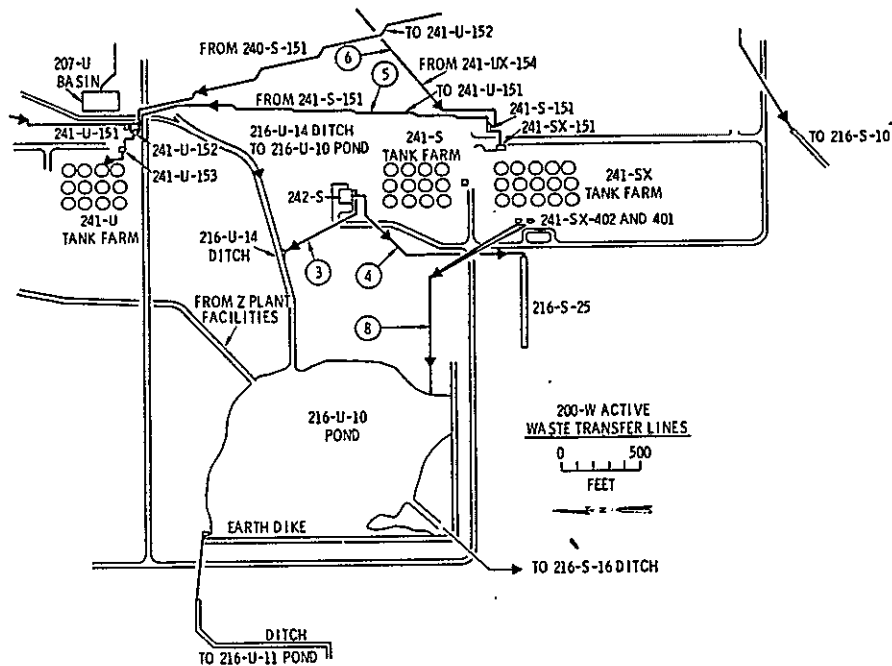 TO 241-U-152
FROM 240-S-151
207-U
BASIN
6
FROM 241-UX-154
5
TO 241-U-151
FROM 241-S-151
241-S-151
241-SX-151
TO 216-S-10
241-U-151
241-U-152
241-U-153
216-U-14 DITCH
TO 216-U-10 POND
241-S
TANK FARM
241-SX
TANK FARM
241-U
TANK FARM
242-S
241-SX-402 AND 401
216-U-14
DITCH
3
4
216-S-25
FROM Z PLANT
FACILITIES
8
216-U-10
POND
200-W ACTIVE
WASTE TRANSFER LINES
0 500
FEET
EARTH DIKE
TO 216-S-16 DITCH
DITCH
TO 216-U-11 POND